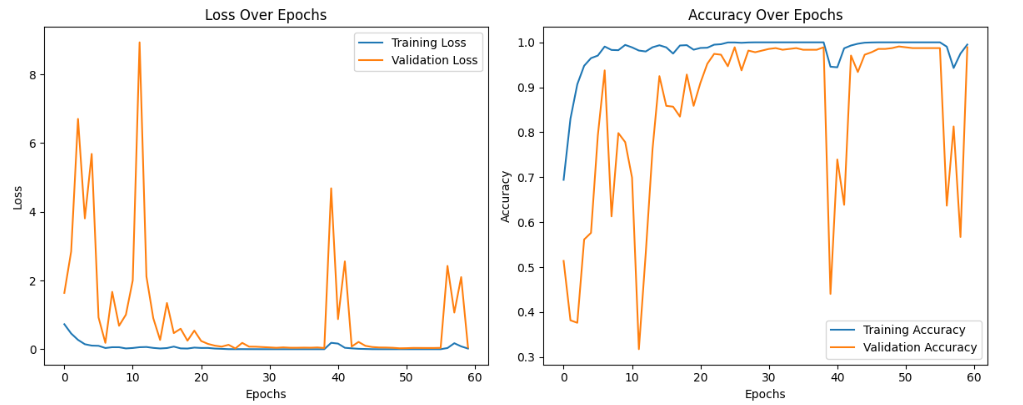 Loss Over Epochs
Training Loss
Validation Loss
8
6
4
2
0
Loss
0 10 20 30 40 50 60
Epochs
Accuracy Over Epochs
1.0
0.9
0.8
0.7
0.6
0.5
0.4
0.3
Accuracy
Training Accuracy
Validation Accuracy
0 10 20 30 40 50 60
Epochs